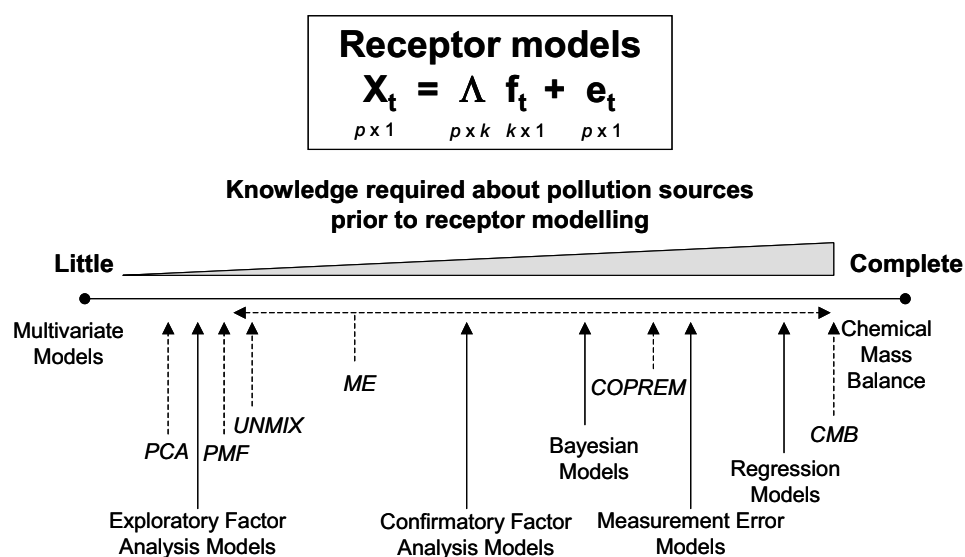 Receptor models
Xt = Λ ft + et
p x 1 p x k k x 1 p x 1
Knowledge required about pollution sources
prior to receptor modelling
Little
Complete
Multivariate
Models
Chemical
Mass
Balance
ME
COPREM
UNMIX
CMB
PCA
PMF
Bayesian
Models
Regression
Models
Exploratory Factor
Analysis Models
Confirmatory Factor
Analysis Models
Measurement Error
Models